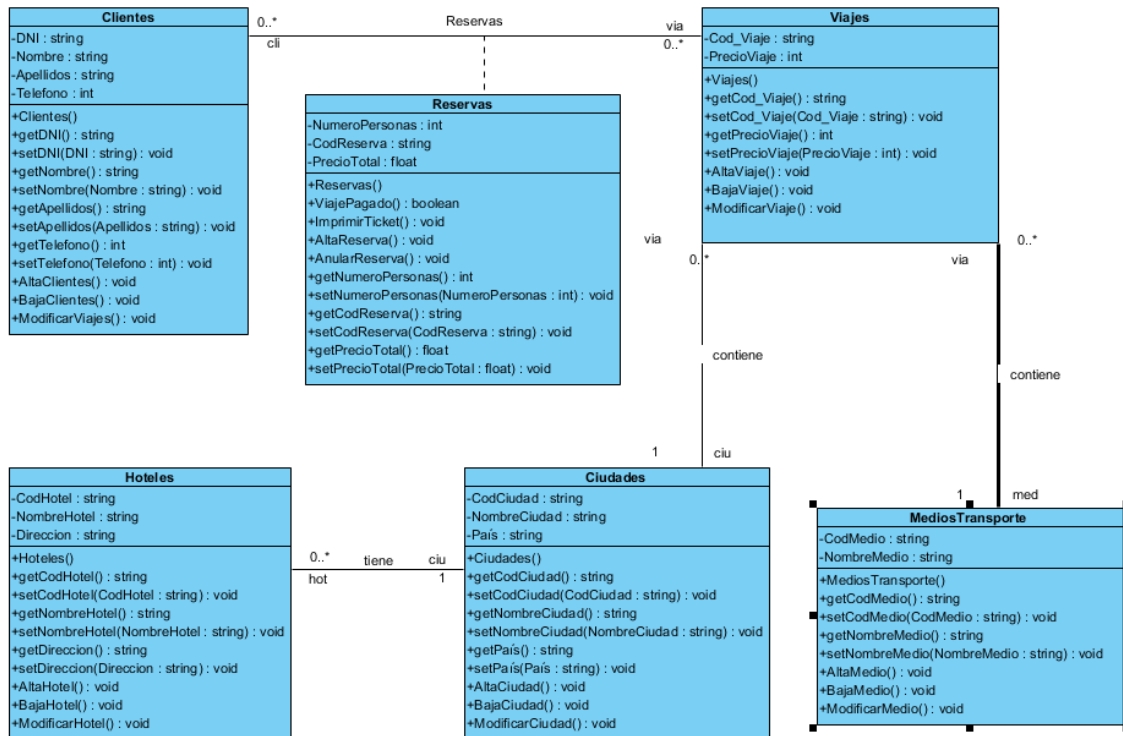 Clientes
-DNI : string
-Nombre : string
-Apellidos : string
-Telefono : int
+Clientes()
+getDNI() : string
+setDNI(DNI : string) : void
+getNombre() : string
+setNombre(Nombre : string) : void
+getApellidos() : string
+setApellidos(Apellidos : string) : void
+getTelefono() : int
+setTelefono(Telefono : int) : void
+AltaClientes() : void
+BajaClientes() : void
+ModificarViajes() : void
0..*
cli
Reservas
via
0..*
Reservas
-NumeroPersonas : int
-CodReserva : string
-PrecioTotal : float
+Reservas()
+ViajePagado() : boolean
+ImprimirTicket() : void
+AltaReserva() : void
+AnularReserva() : void
+getNumeroPersonas() : int
+setNumeroPersonas(NumeroPersonas : int) : void
+getCodReserva() : string
+setCodReserva(CodReserva : string) : void
+getPrecioTotal() : float
+setPrecioTotal(PrecioTotal : float) : void
Viajes
-Cod_Viaje : string
-PrecioViaje : int
+Viajes()
+getCod_Viaje() : string
+setCod_Viaje(Cod_Viaje : string) : void
+getPrecioViaje() : int
+setPrecioViaje(PrecioViaje : int) : void
+AltaViaje() : void
+BajaViaje() : void
+ModificarViaje() : void
via
0..*
contiene
1
ciu
via
0..*
contiene
1
med
Hoteles
-CodHotel : string
-NombreHotel : string
-Direccion : string
+Hoteles()
+getCodHotel() : string
+setCodHotel(CodHotel : string) : void
+getNombreHotel() : string
+setNombreHotel(NombreHotel : string) : void
+getDireccion() : string
+setDireccion(Direccion : string) : void
+AltaHotel() : void
+BajaHotel() : void
+ModificarHotel() : void
0..*
hot
tiene
ciu
1
Ciudades
-CodCiudad : string
-NombreCiudad : string
-País : string
+Ciudades()
+getCodCiudad() : string
+setCodCiudad(CodCiudad : string) : void
+getNombreCiudad() : string
+setNombreCiudad(NombreCiudad : string) : void
+getPaís() : string
+setPaís(País : string) : void
+AltaCiudad() : void
+BajaCiudad() : void
+ModificarCiudad() : void
MediosTransporte
-CodMedio : string
-NombreMedio : string
+MediosTransporte()
+getCodMedio() : string
+setCodMedio(CodMedio : string) : void
+getNombreMedio() : string
+setNombreMedio(NombreMedio : string) : void
+AltaMedio() : void
+BajaMedio() : void
+ModificarMedio() : void